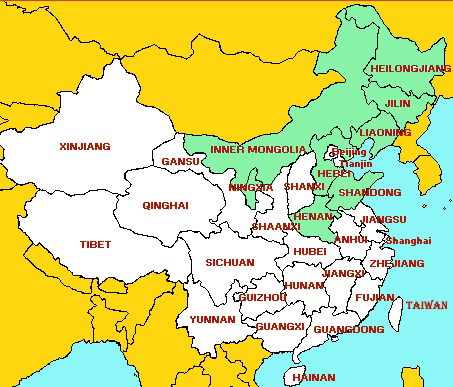 HEILONGJIANG
JILIN
LIAONING
XINJIANG
INNER MONGOLIA
Beijing
Tianjin
GANSU
HEBEI
NINGXIA
SHANXI
SHANDONG
QINGHAI
HENAN
JIANGSU
SHAANXI
TIBET
ANHUI
Shanghai
HUBEI
SICHUAN
ZHEJIANG
JIANGXI
HUNAN
GUIZHOU
FUJIAN
TAIWAN
YUNNAN
GUANGXI
GUANGDONG
HAINAN